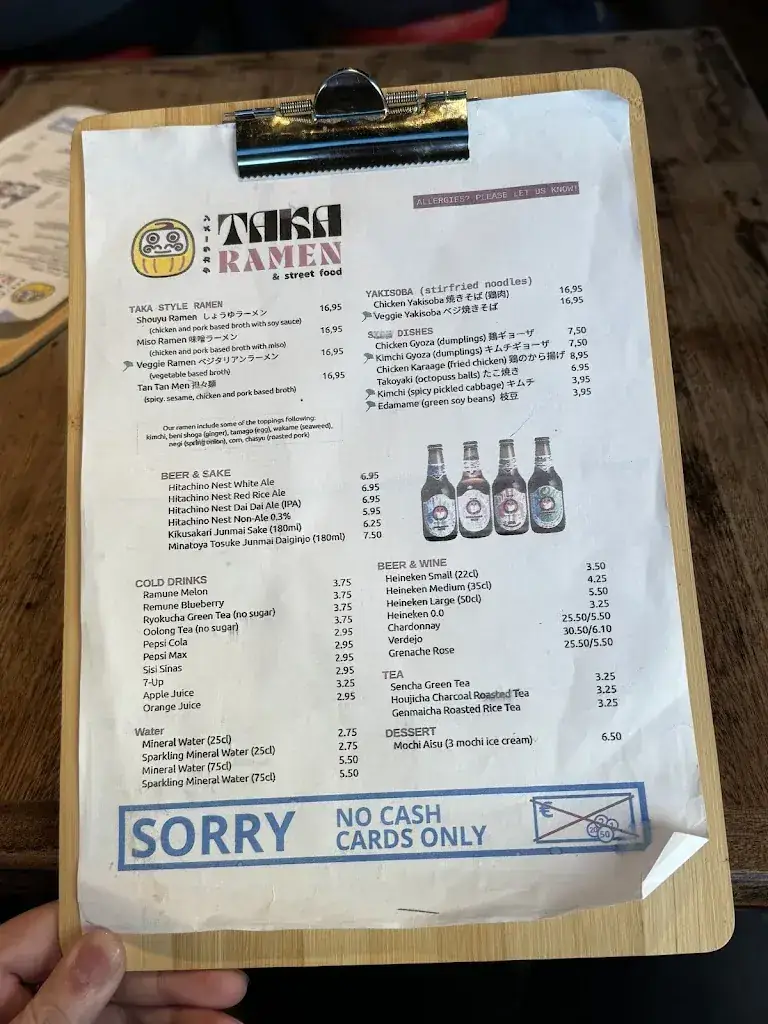 ALLERGIES? PLEASE LET US KNOW!
TAKA
RAMEN
& street food
TAKA STYLE RAMEN
Shouyu Ramen しょうゆラーメン 16,95
(chicken and pork based broth with soy sauce)
Miso Ramen 味噌ラーメン 16,95
(chicken and pork based broth with miso)
Veggie Ramen ベジタリアンラーメン 16,95
(vegetable based broth)
Tan Tan Men 担々麺 16,95
(spicy, sesame, chicken and pork based broth)
Our ramen include some of the toppings following:
kimchi, beni shoga (ginger), tamago (egg), wakame (seaweed),
negi (spring onion), corn, chasyu (roasted pork)
YAKISOBA (stirfried noodles)
Chicken Yakisoba 焼きそば (鶏肉) 16,95
Veggie Yakisoba ベジ焼きそば 16,95
DISHES
Chicken Gyoza (dumplings) 鶏ギョーザ 7,50
Kimchi Gyoza (dumplings) キムチギョーザ 7,50
Chicken Karaage (fried chicken) 鶏のから揚げ 8,95
Takoyaki (octopuss balls) たこ焼き 6.95
Kimchi (spicy pickled cabbage) キムチ 3,95
Edamame (green soy beans) 枝豆 3,95
BEER & SAKE
Hitachino Nest White Ale 6.95
Hitachino Nest Red Rice Ale 6.95
Hitachino Nest Dai Dai Ale (IPA) 6.95
Hitachino Nest Non-Ale 0.3% 5.95
Kikusakari Junmai Sake (180ml) 6.25
Minatoya Tosuke Junmai Daiginjo (180ml) 7.50
COLD DRINKS
Ramune Melon 3.75
Remune Blueberry 3.75
Ryokucha Green Tea (no sugar) 3.75
Oolong Tea (no sugar) 3.75
Pepsi Cola 2.95
Pepsi Max 2.95
Sisi Sinas 2.95
7-Up 2.95
Apple Juice 3.25
Orange Juice 2.95
Water
Mineral Water (25cl) 2.75
Sparkling Mineral Water (25cl) 2.75
Mineral Water (75cl) 5.50
Sparkling Mineral Water (75cl) 5.50
BEER & WINE
Heineken Small (22cl) 3.50
Heineken Medium (35cl) 4.25
Heineken Large (50cl) 5.50
Heineken 0.0 3.25
Chardonnay 25.50/5.50
Verdejo 30.50/6.10
Grenache Rose 25.50/5.50
TEA
Sencha Green Tea 3.25
Houjicha Charcoal Roasted Tea 3.25
Genmaicha Roasted Rice Tea 3.25
DESSERT
Mochi Aisu (3 mochi ice cream) 6.50
SORRY
NO CASH
CARDS ONLY
€
50